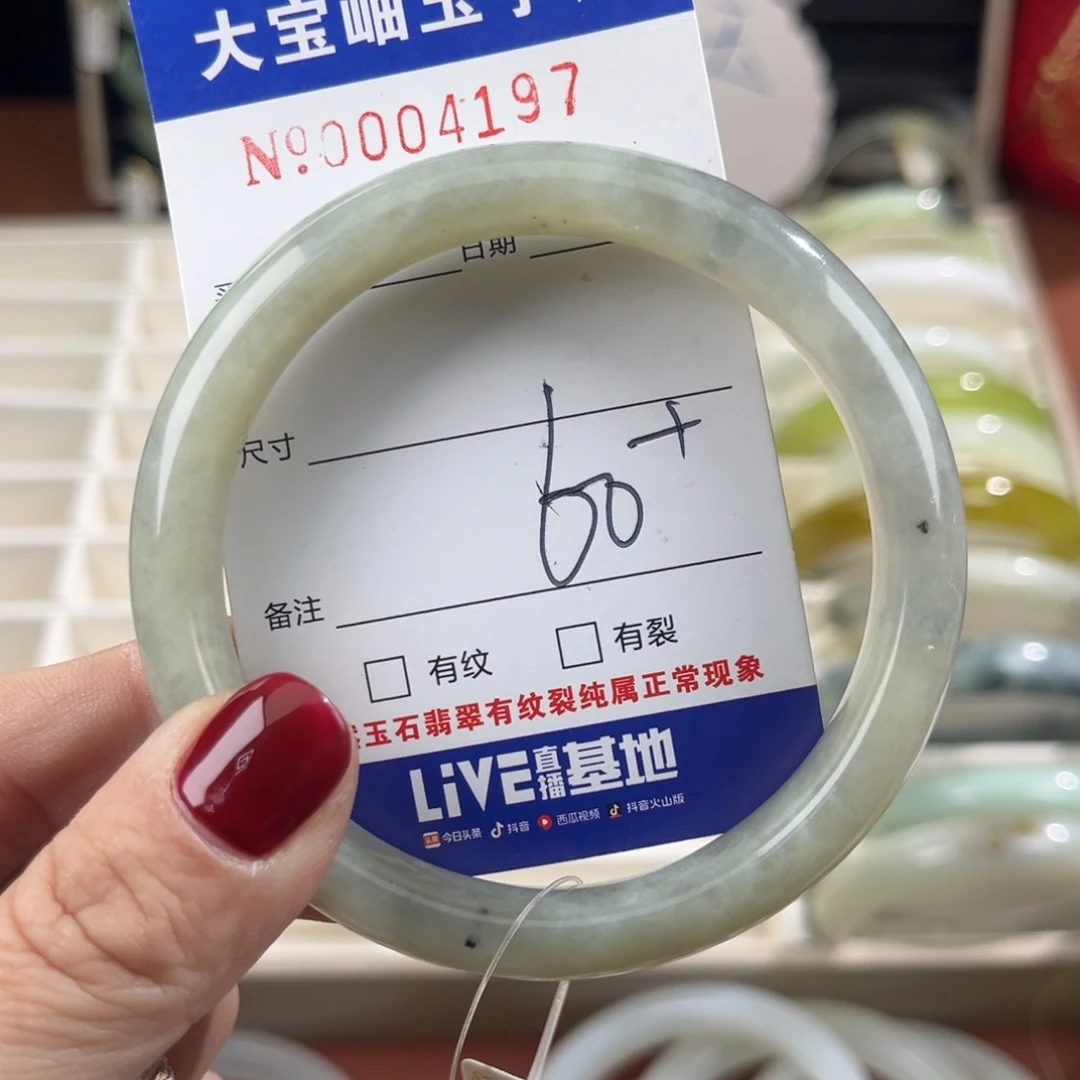 大宝岫玉手
№0004197
日期
尺寸 60+
备注
有纹 有裂
玉石翡翠有纹裂纯属正常现象
LiVE直播基地
今日头条 抖音 西瓜视频 抖音火山版